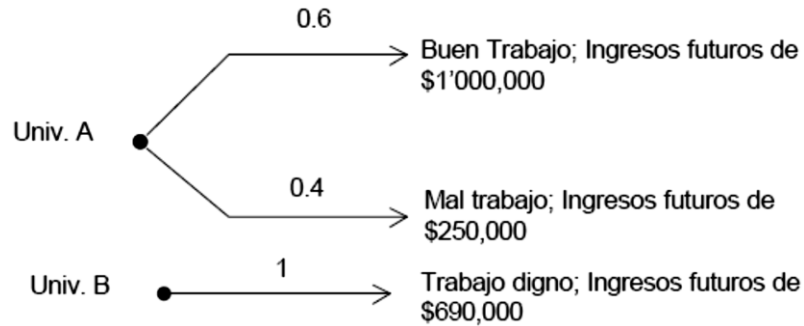 0.6
Buen Trabajo; Ingresos futuros de
$1'000,000
Univ. A
0.4
Mal trabajo; Ingresos futuros de
$250,000
Univ. B
1
Trabajo digno; Ingresos futuros de
$690,000